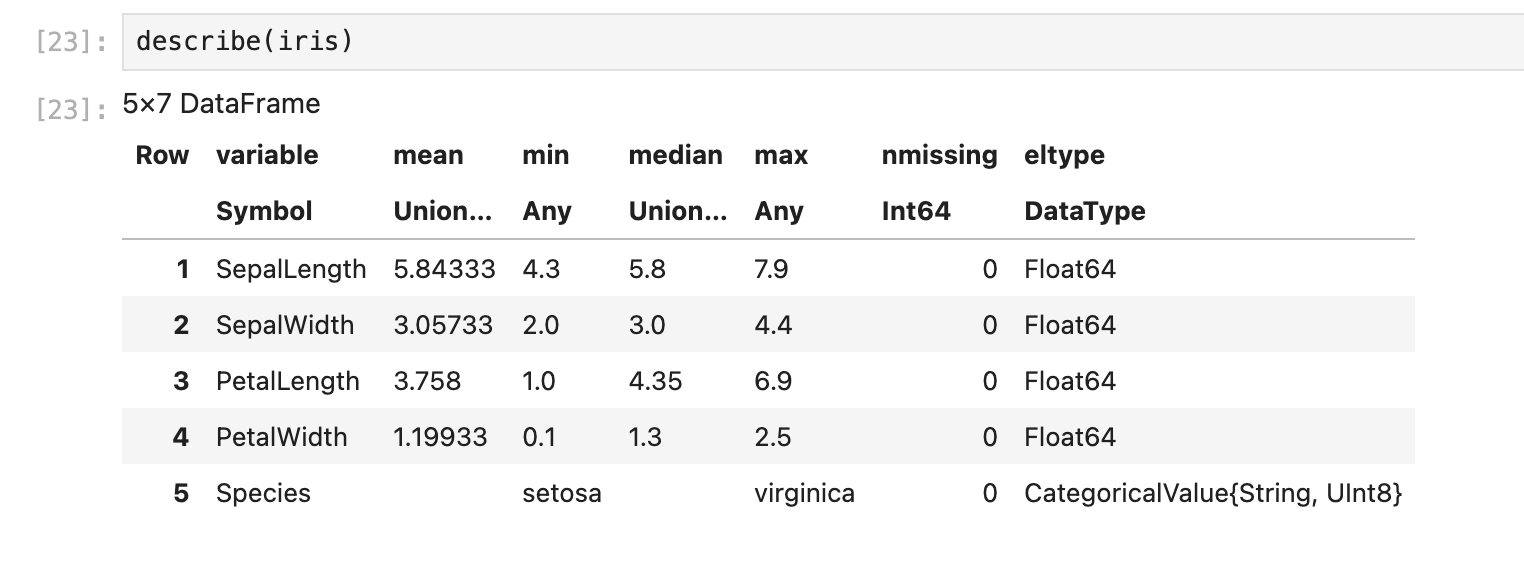 [23]: describe(iris)
[23]: 5×7 DataFrame
Row variable mean min median max nmissing eltype
Symbol Union... Any Union... Any Int64 DataType
1 SepalLength 5.84333 4.3 5.8 7.9 0 Float64
2 SepalWidth 3.05733 2.0 3.0 4.4 0 Float64
3 PetalLength 3.758 1.0 4.35 6.9 0 Float64
4 PetalWidth 1.19933 0.1 1.3 2.5 0 Float64
5 Species setosa virginica 0 CategoricalValue{String, UInt8}